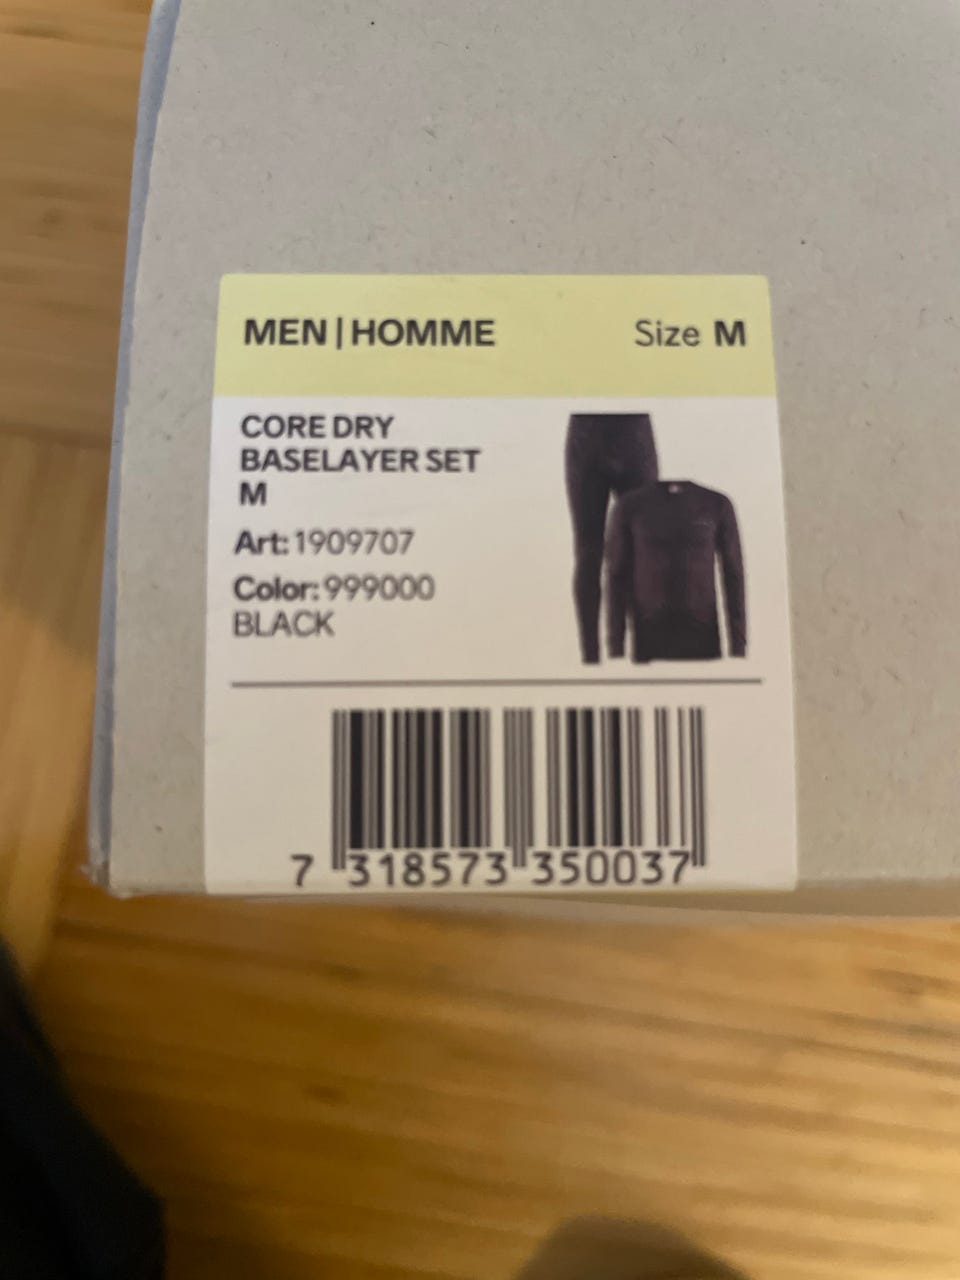 MEN | HOMME Size M
CORE DRY
BASELAYER SET
M
Art: 1909707
Color: 999000
BLACK
7 318573 350037